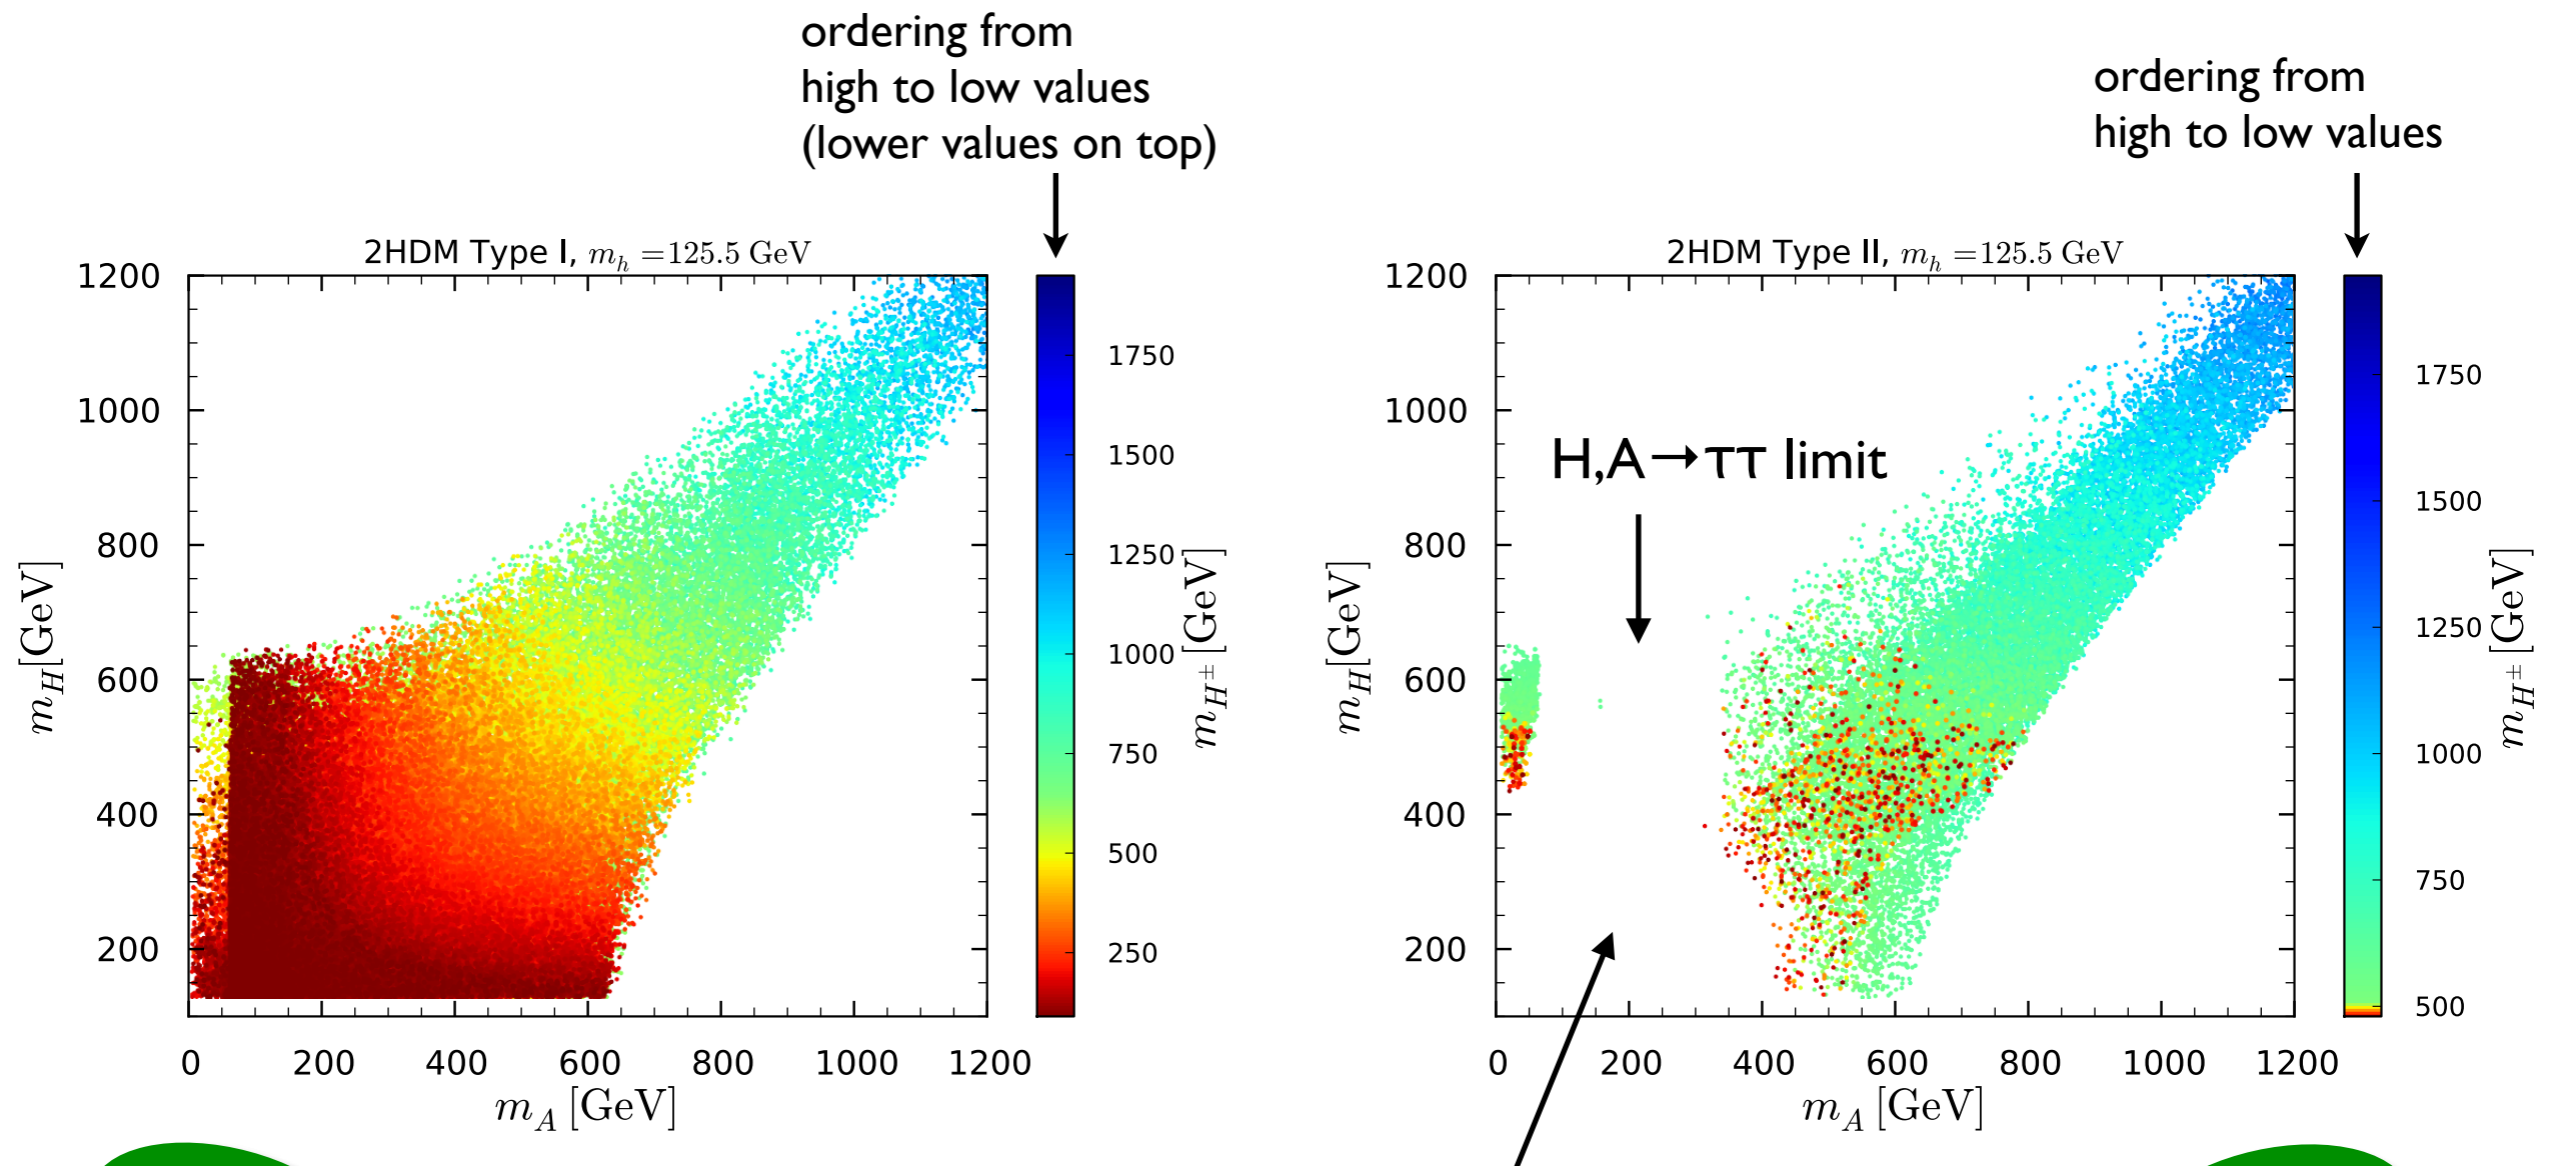 ordering from
high to low values
(lower values on top)
ordering from
high to low values
2HDM Type I, m_h =125.5 GeV
1200
1000
800
600
400
200
m_H[GeV]
0 200 400 600 800 1000 1200
m_A [GeV]
1750
1500
1250
1000
750
500
250
m_H± [GeV]
2HDM Type II, m_h =125.5 GeV
H,A→ττ limit
1200
1000
800
600
400
200
m_H[GeV]
0 200 400 600 800 1000 1200
m_A [GeV]
1750
1500
1250
1000
750
500
m_H± [GeV]